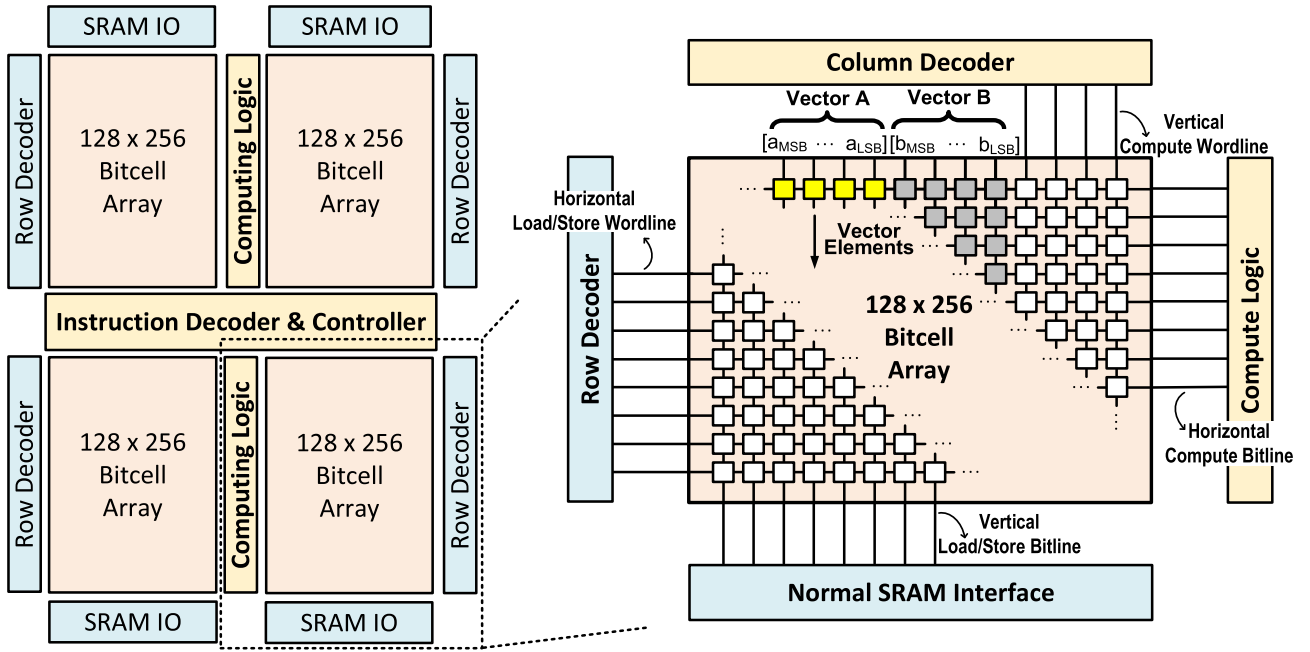 SRAM IO
SRAM IO
Row Decoder
128 x 256
Bitcell
Array
Computing Logic
128 x 256
Bitcell
Array
Row Decoder
Instruction Decoder & Controller
Row Decoder
128 x 256
Bitcell
Array
Computing Logic
128 x 256
Bitcell
Array
Row Decoder
SRAM IO
SRAM IO
Column Decoder
Vector A
Vector B
[aMSB ... aLSB] [bMSB ... bLSB]
Vertical
Compute Wordline
Horizontal
Load/Store Wordline
Row Decoder
Vector
Elements
128 x 256
Bitcell
Array
Compute Logic
Horizontal
Compute Bitline
Vertical
Load/Store Bitline
Normal SRAM Interface